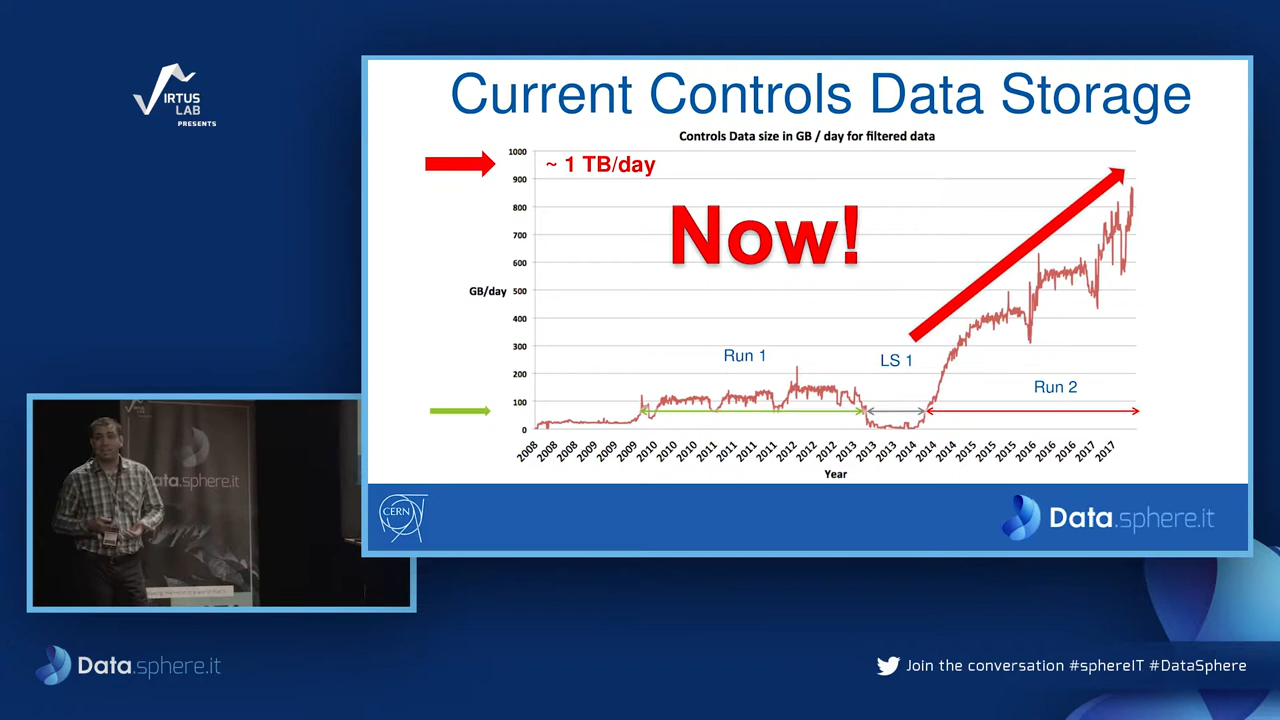 VIRTUS
LAB
PRESENTS
Current Controls Data Storage
Controls Data size in GB / day for filtered data
~ 1 TB/day
Now!
GB/day
1000
900
800
700
600
500
400
300
200
100
0
Run 1
LS 1
Run 2
2008 2008 2008 2009 2009 2009 2010 2010 2010 2011 2011 2011 2012 2012 2012 2013 2013 2013 2014 2014 2014 2015 2015 2015 2016 2016 2016 2017 2017
Year
CERN
Data.sphere.it
ata.sphere.it
Data.sphere.it
Join the conversation #sphereIT #DataSphere